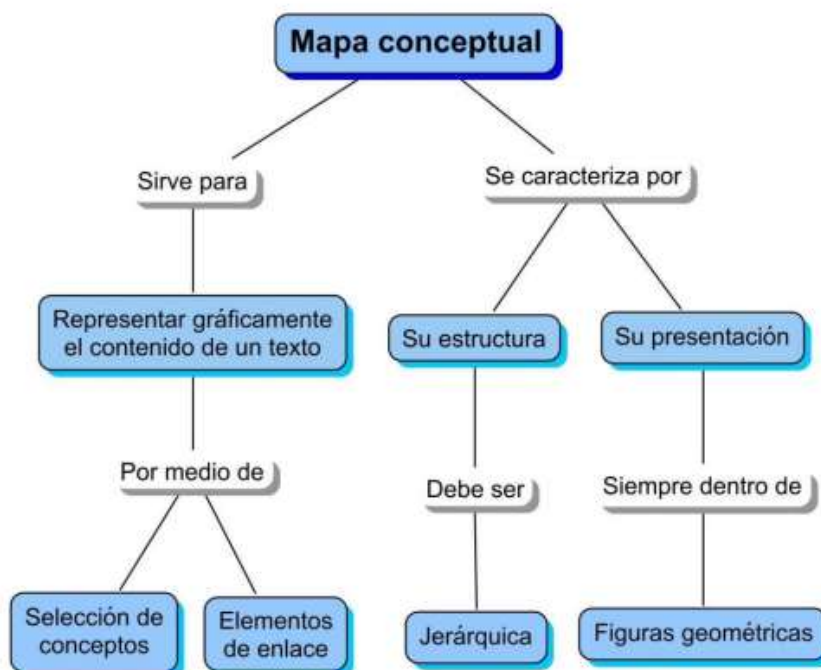 Mapa conceptual
Sirve para
Se caracteriza por
Representar gráficamente
el contenido de un texto
Su estructura
Su presentación
Por medio de
Debe ser
Siempre dentro de
Selección de
conceptos
Elementos
de enlace
Jerárquica
Figuras geométricas